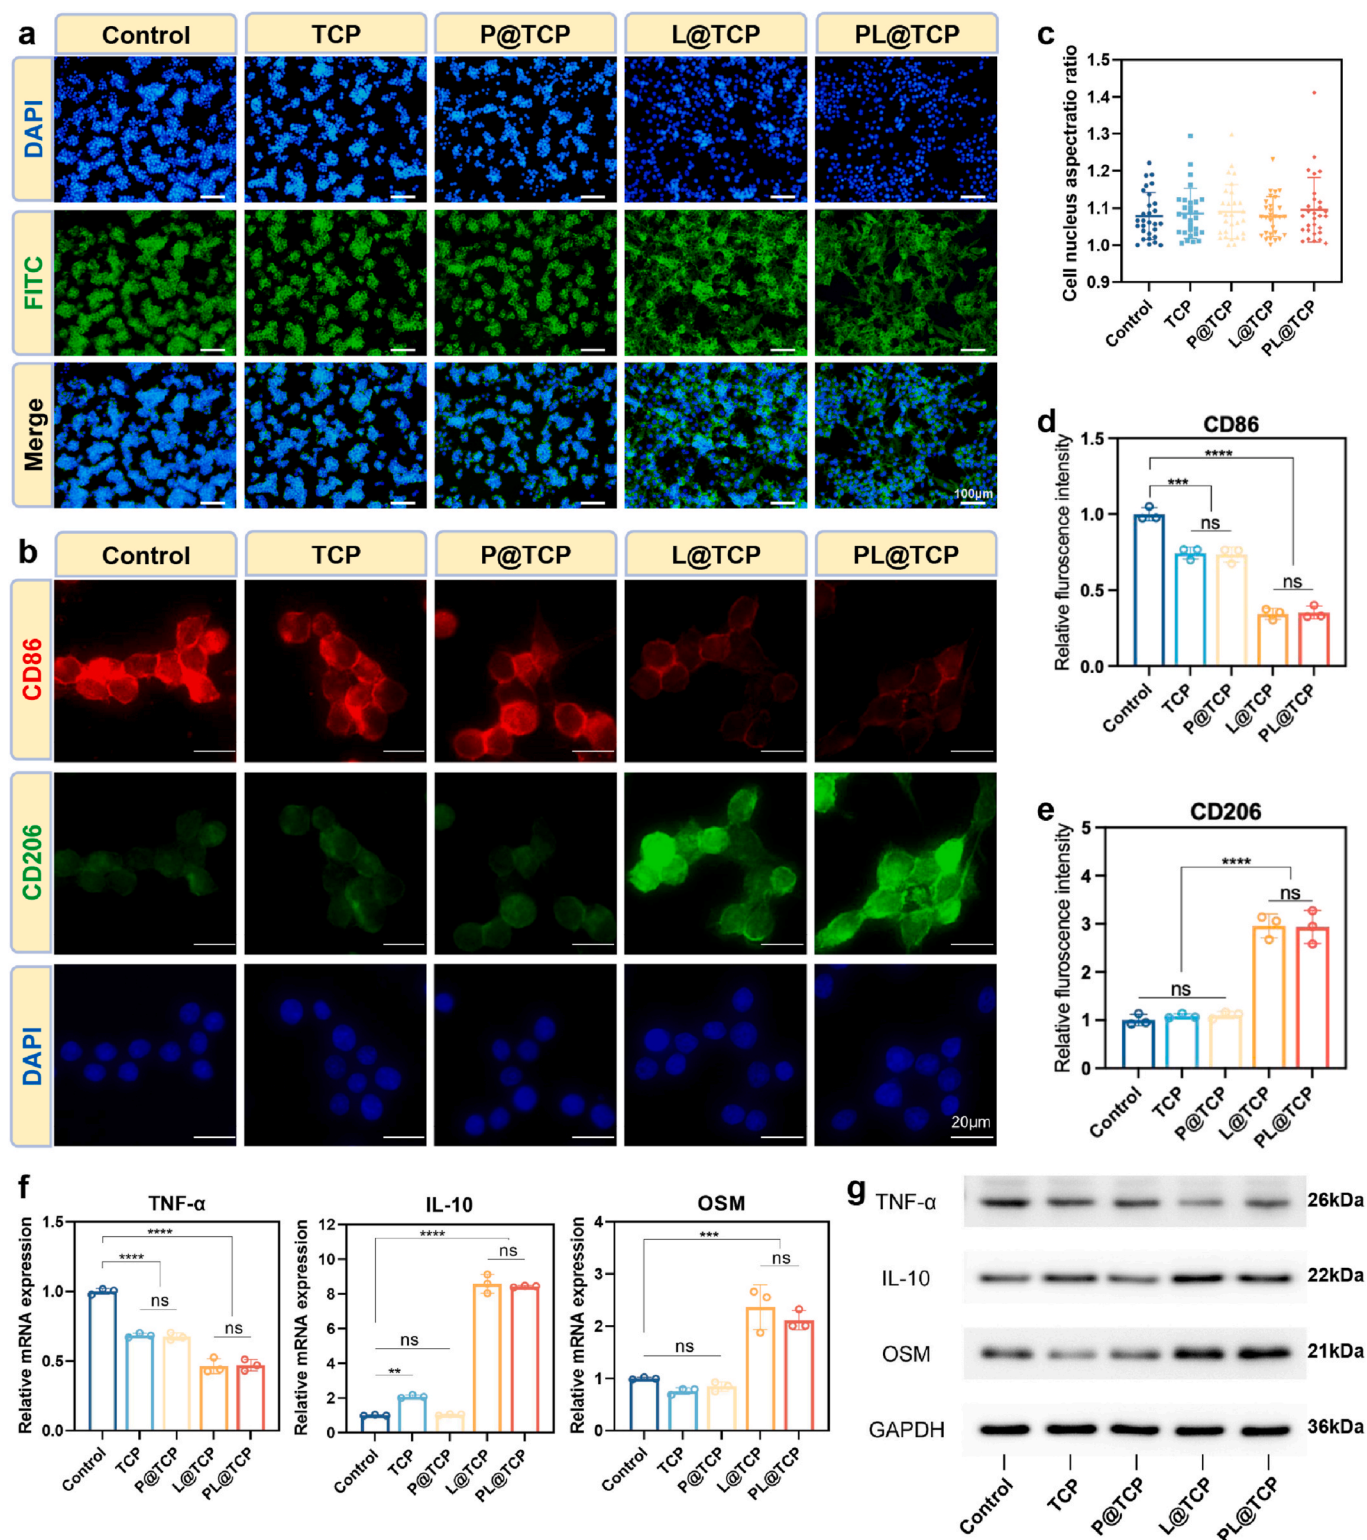 a
Control TCP P@TCP L@TCP PL@TCP
DAPI
FITC
Merge
100μm
b
Control TCP P@TCP L@TCP PL@TCP
CD86
CD206
DAPI
20μm
c
Cell nucleus aspectratio ratio
1.5
1.4
1.3
1.2
1.1
1.0
0.9
Control TCP P@TCP L@TCP PL@TCP
d
CD86
Relative fluroscence intensity
1.5
1.0
0.5
0.0
****
***
ns
ns
Control TCP P@TCP L@TCP PL@TCP
e
CD206
Relative fluroscence intensity
5
4
3
2
1
0
****
ns
ns
Control TCP P@TCP L@TCP PL@TCP
f
TNF-α
Relative mRNA expression
1.5
1.0
0.5
0.0
****
****
ns
ns
Control TCP P@TCP L@TCP PL@TCP
IL-10
Relative mRNA expression
12
10
8
6
4
2
0
****
ns
ns
**
Control TCP P@TCP L@TCP PL@TCP
OSM
Relative mRNA expression
4
3
2
1
0
***
ns
ns
Control TCP P@TCP L@TCP PL@TCP
g
TNF-α 26kDa
IL-10 22kDa
OSM 21kDa
GAPDH 36kDa
Control TCP P@TCP L@TCP PL@TCP